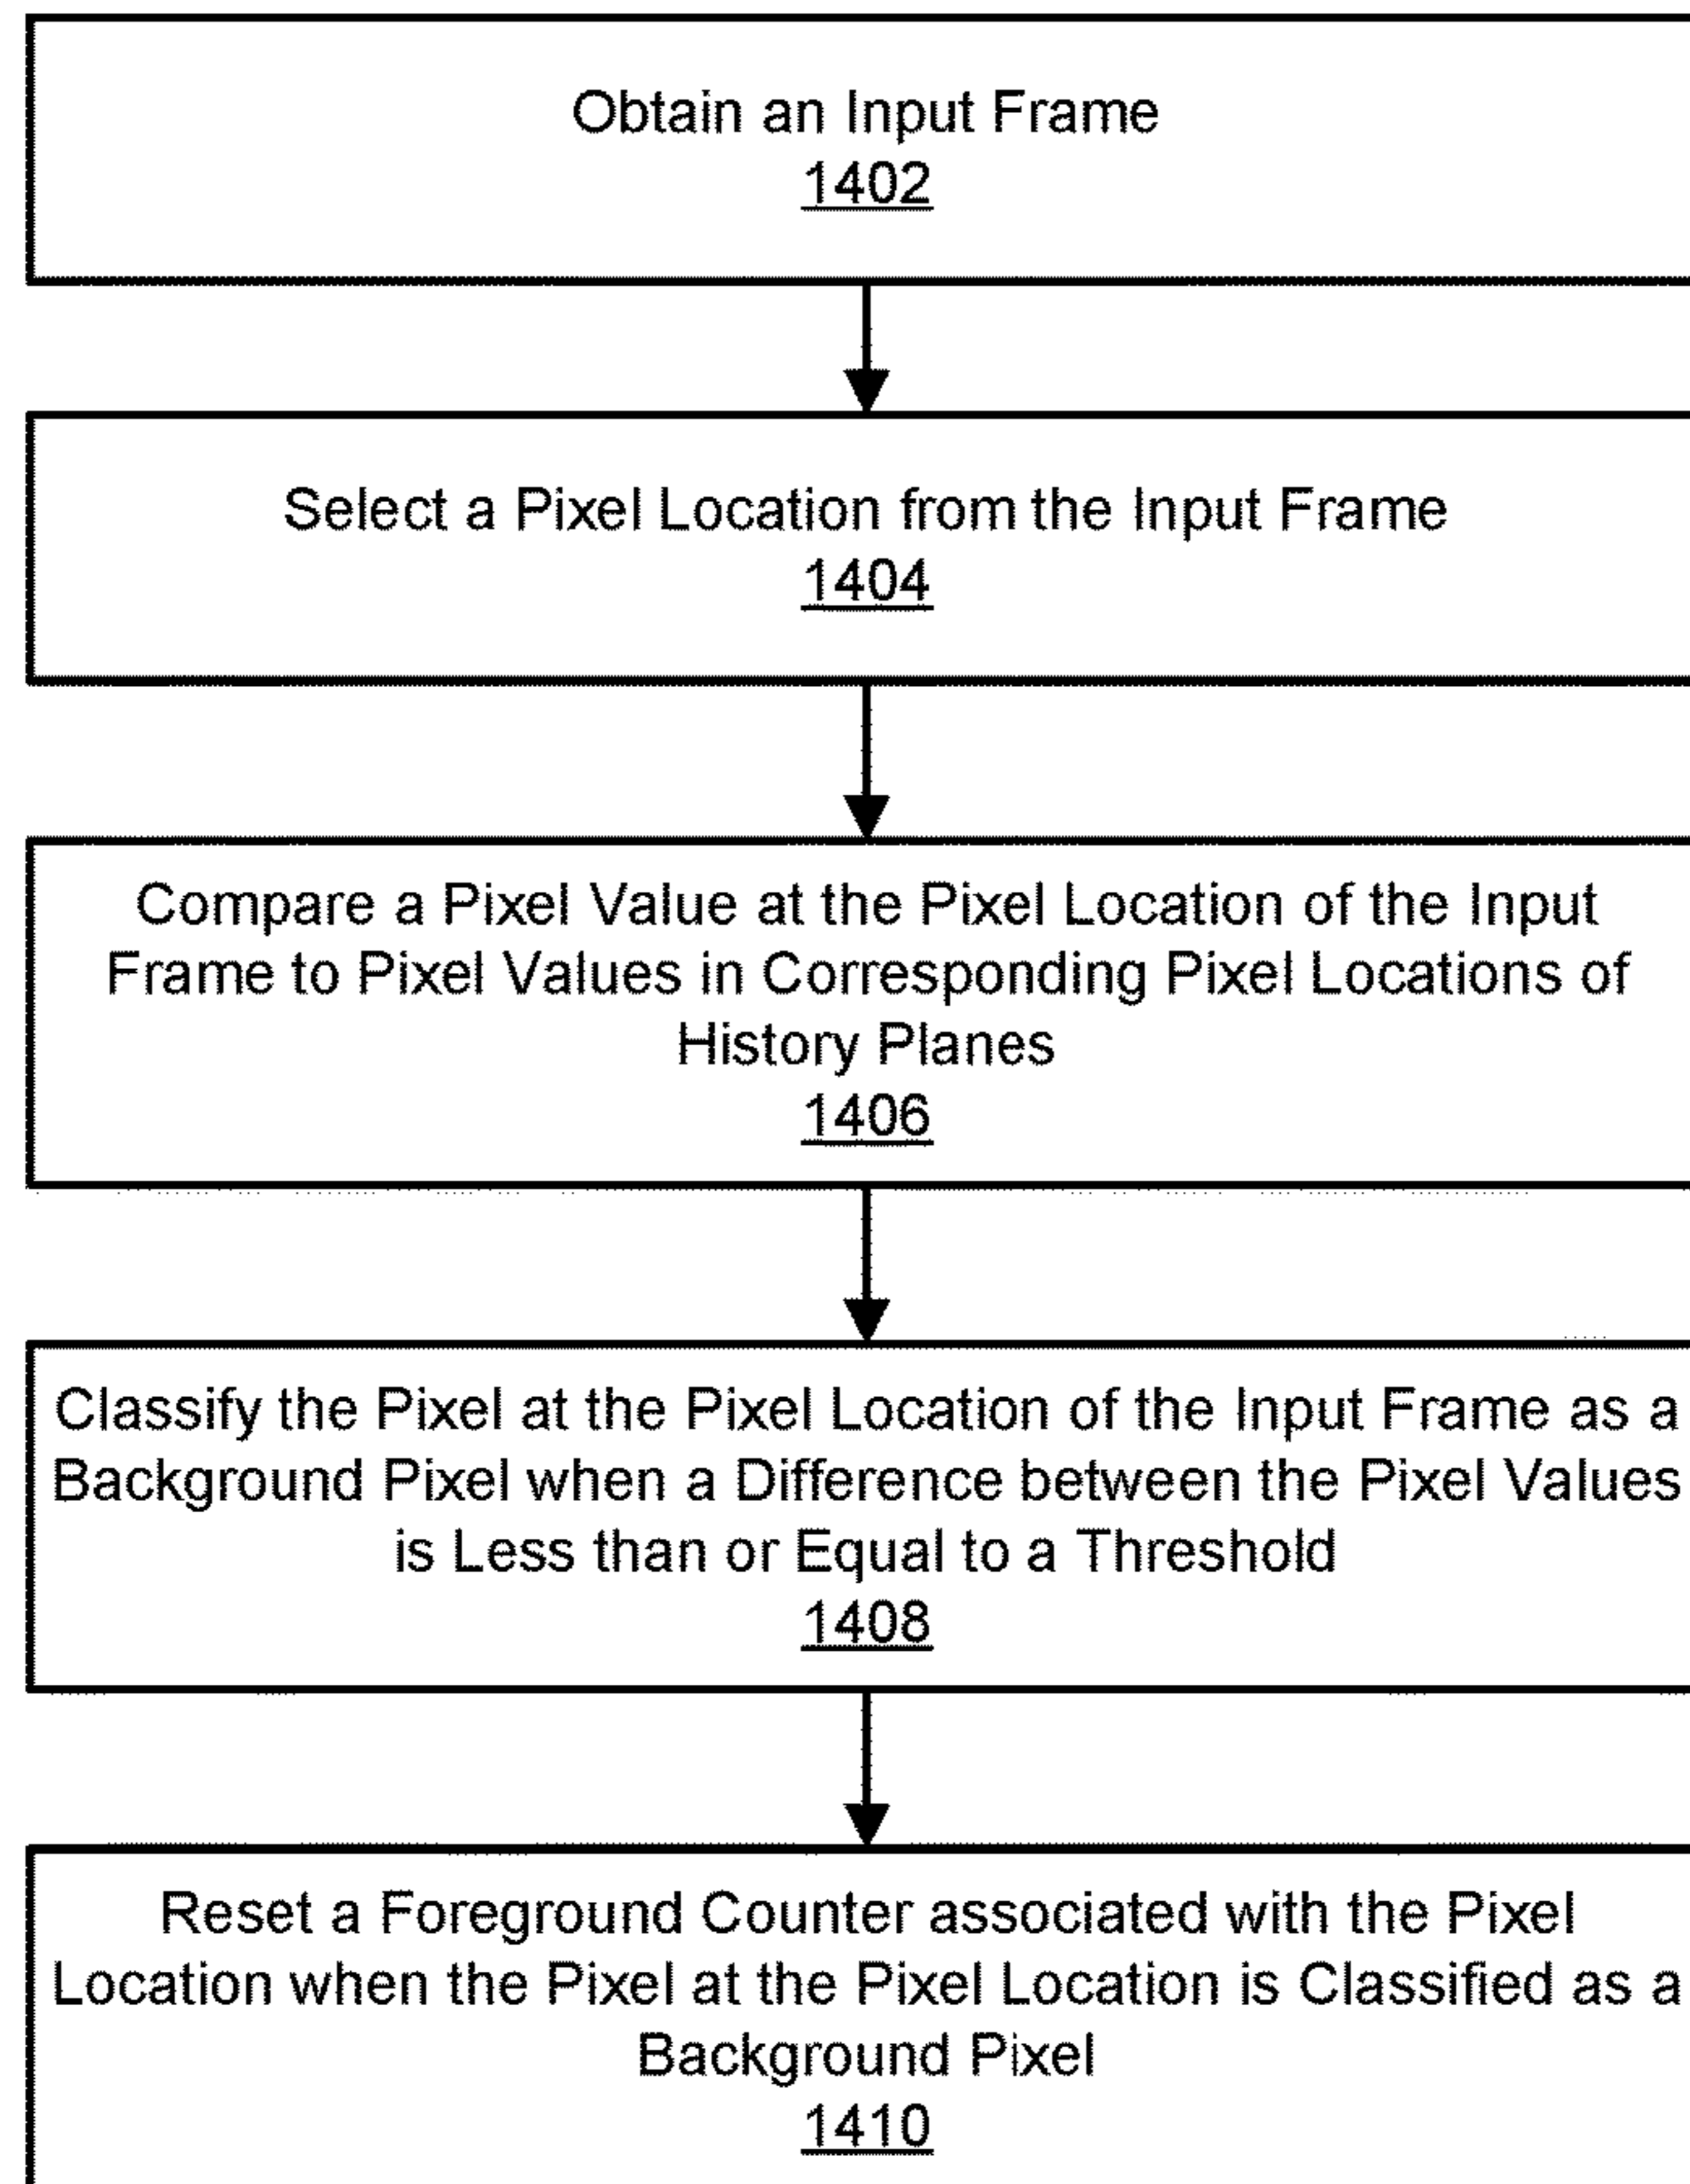 Obtain an Input Frame
1402
Select a Pixel Location from the Input Frame
1404
Compare a Pixel Value at the Pixel Location of the Input
Frame to Pixel Values in Corresponding Pixel Locations of
History Planes
1406
Classify the Pixel at the Pixel Location of the Input Frame as a
Background Pixel when a Difference between the Pixel Values
is Less than or Equal to a Threshold
1408
Reset a Foreground Counter associated with the Pixel
Location when the Pixel at the Pixel Location is Classified as a
Background Pixel
1410